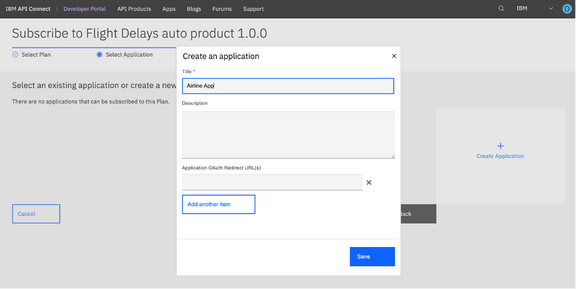 IBM API Connect | Developer Portal API Products Apps Blogs Forums Support IBM D
Subscribe to Flight Delays auto product 1.0.0
Select Plan Select Application
Create an application
Title *
Select an existing application or create a new
Airline App
There are no applications that can be subscribed to this Plan.
Description
Create Application
Application OAuth Redirect URL(s)
Add another item
Cancel
Back
Save